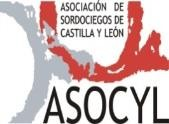 ASOCIACIÓN DE
SORDOCIEGOS DE
CASTILLA Y LEÓN
ASOCYL